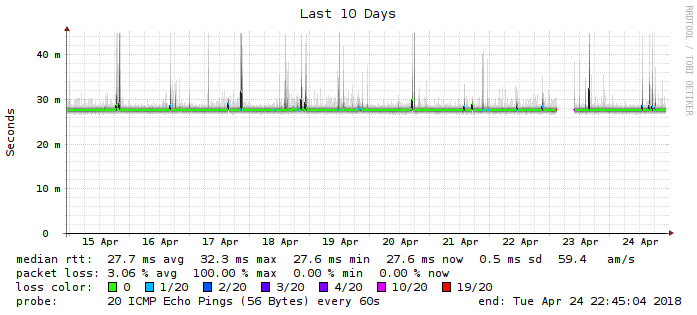 Last 10 Days
RRDTOOL / TOBI OETIKER
Seconds
40 m
30 m
20 m
10 m
0
15 Apr 16 Apr 17 Apr 18 Apr 19 Apr 20 Apr 21 Apr 22 Apr 23 Apr 24 Apr
median rtt: 27.7 ms avg 32.3 ms max 27.6 ms min 27.6 ms now 0.5 ms sd 59.4 am/s
packet loss: 3.06 % avg 100.00 % max 0.00 % min 0.00 % now
loss color: 0 1/20 2/20 3/20 4/20 10/20 19/20
probe: 20 ICMP Echo Pings (56 Bytes) every 60s end: Tue Apr 24 22:45:04 2018